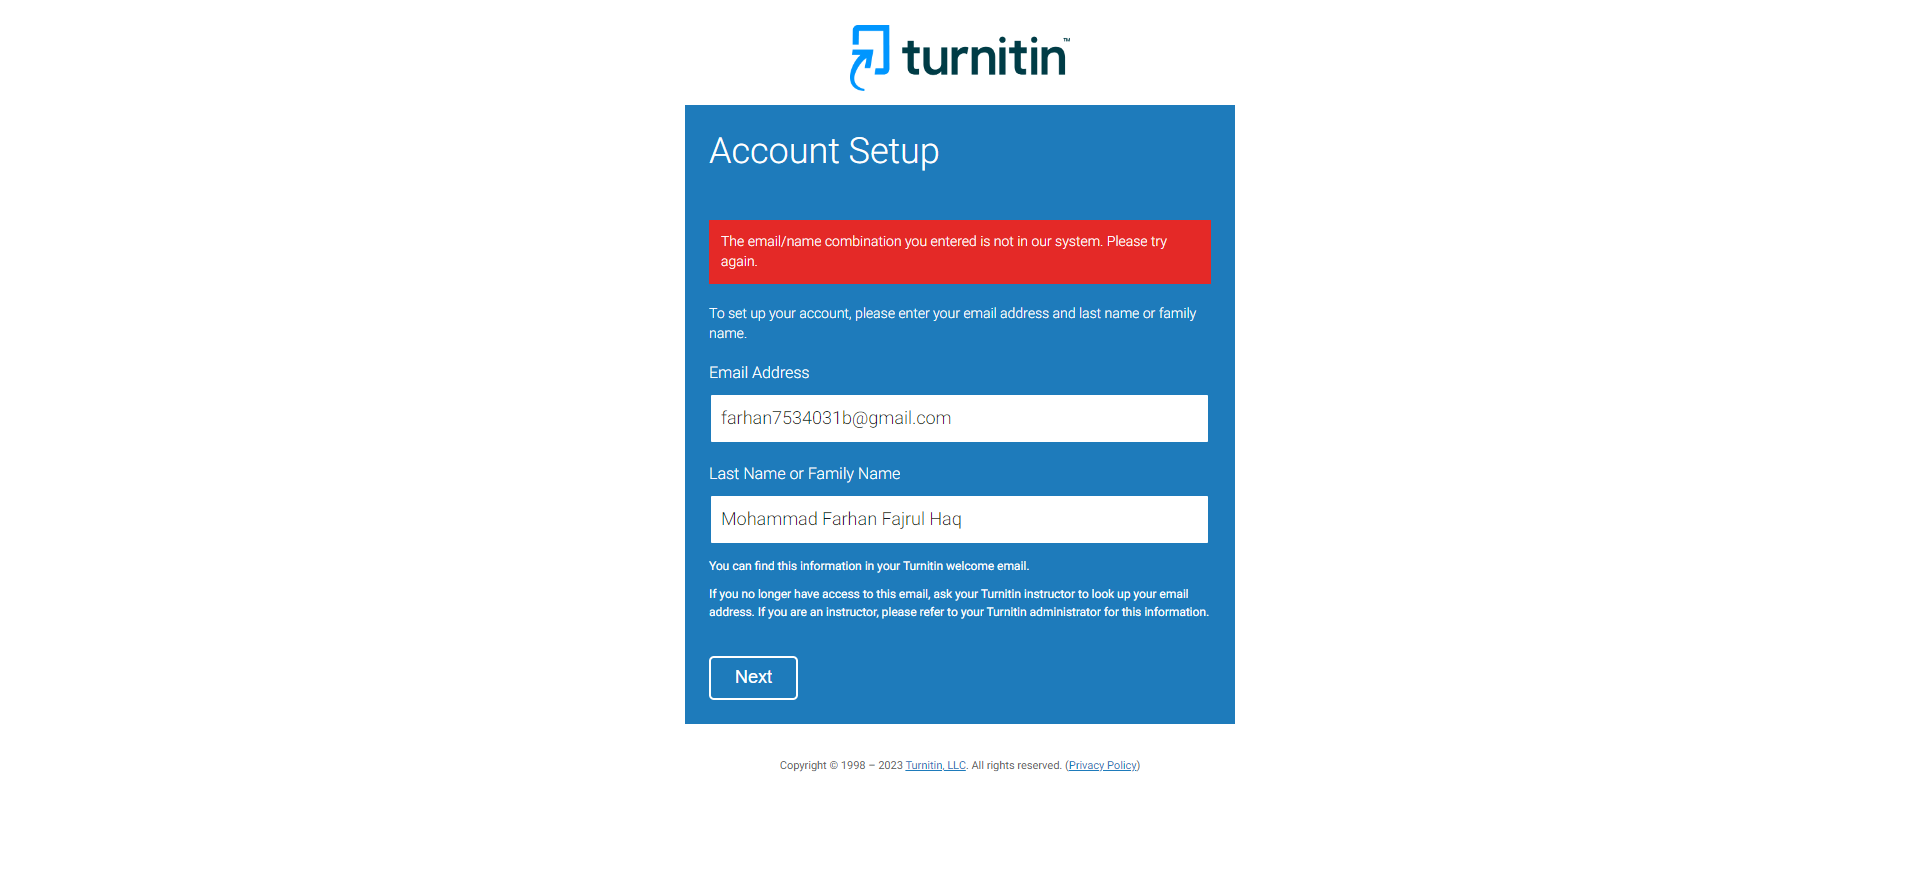 turnitin™
Account Setup
The email/name combination you entered is not in our system. Please try
again.
To set up your account, please enter your email address and last name or family
name.
Email Address
farhan7534031b@gmail.com
Last Name or Family Name
Mohammad Farhan Fajrul Haq
You can find this information in your Turnitin welcome email.
If you no longer have access to this email, ask your Turnitin instructor to look up your email
address. If you are an instructor, please refer to your Turnitin administrator for this information.
Next
Copyright © 1998 – 2023 Turnitin, LLC. All rights reserved. (Privacy Policy)